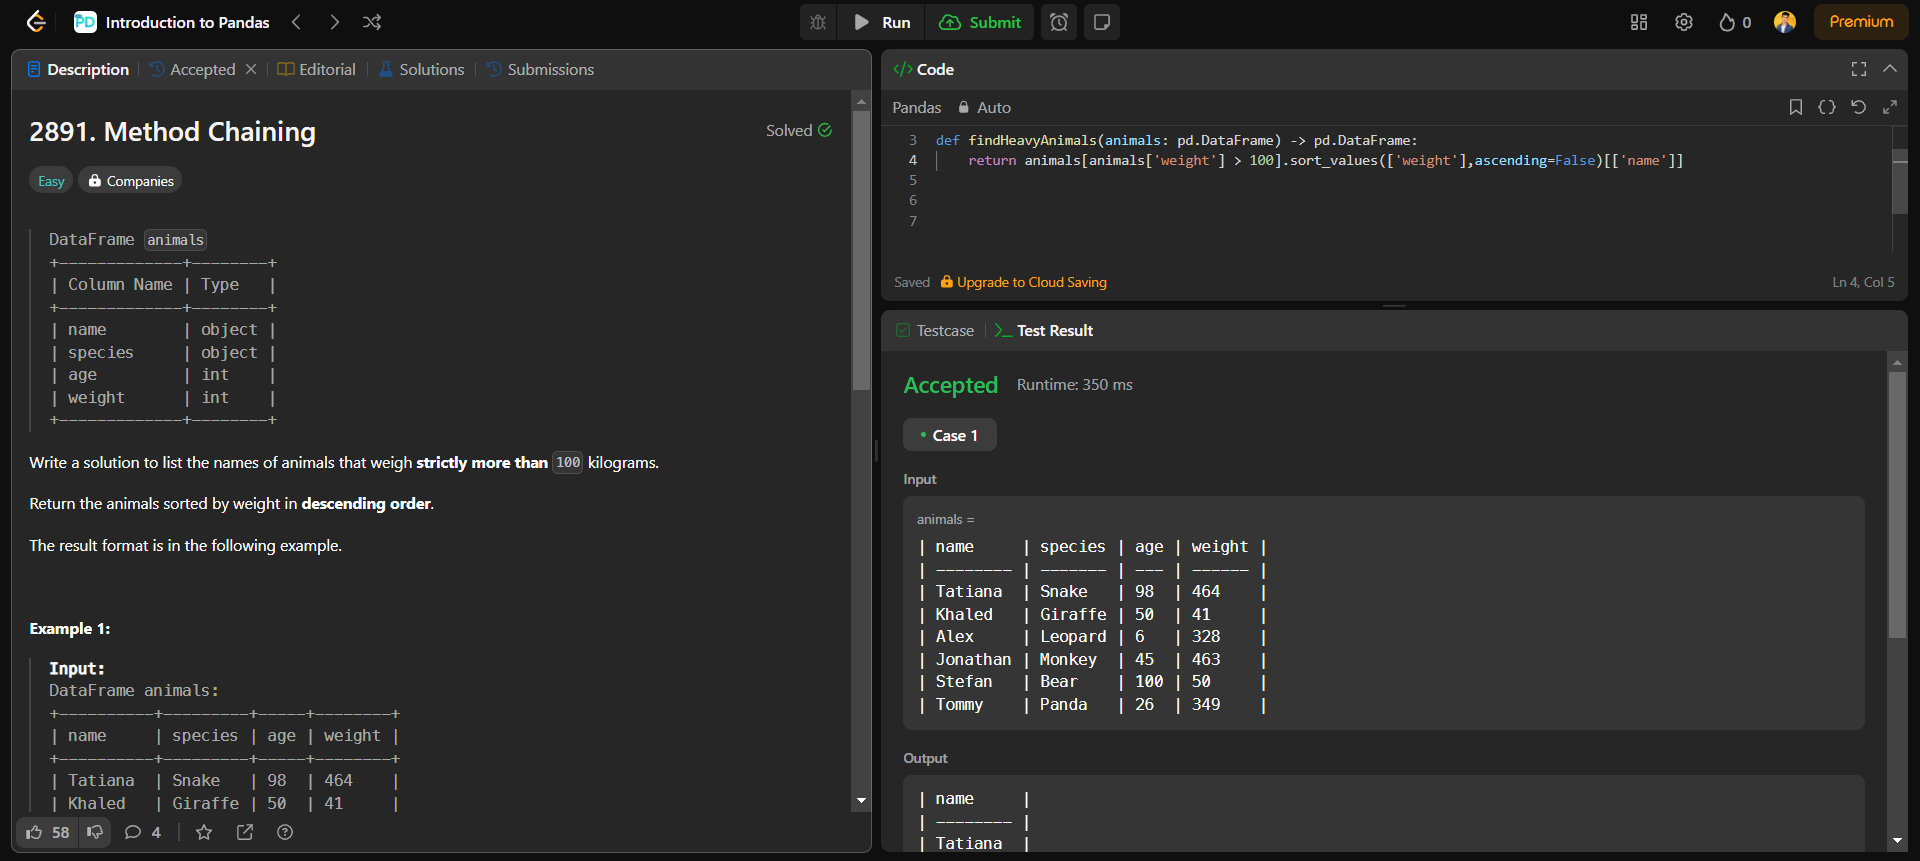 PD Introduction to Pandas
Run Submit
0 Premium
Description Accepted Editorial Solutions Submissions
2891. Method Chaining
Solved
Easy Companies
DataFrame animals
+-------------+--------+
| Column Name | Type   |
+-------------+--------+
| name        | object |
| species     | object |
| age         | int    |
| weight      | int    |
+-------------+--------+
Write a solution to list the names of animals that weigh strictly more than 100 kilograms.
Return the animals sorted by weight in descending order.
The result format is in the following example.
Example 1:
Input:
DataFrame animals:
+----------+---------+-----+--------+
| name     | species | age | weight |
+----------+---------+-----+--------+
| Tatiana  | Snake   | 98  | 464    |
| Khaled   | Giraffe | 50  | 41     |
58 4
</> Code
Pandas Auto
3 def findHeavyAnimals(animals: pd.DataFrame) -> pd.DataFrame:
4     return animals[animals['weight'] > 100].sort_values(['weight'],ascending=False)[['name']]
5
6
7
Saved Upgrade to Cloud Saving Ln 4, Col 5
Testcase >_ Test Result
Accepted Runtime: 350 ms
• Case 1
Input
animals =
| name     | species | age | weight |
| -------- | ------- | --- | ------ |
| Tatiana  | Snake   | 98  | 464    |
| Khaled   | Giraffe | 50  | 41     |
| Alex     | Leopard | 6   | 328    |
| Jonathan | Monkey  | 45  | 463    |
| Stefan   | Bear    | 100 | 50     |
| Tommy    | Panda   | 26  | 349    |
Output
| name     |
| -------- |
| Tatiana  |